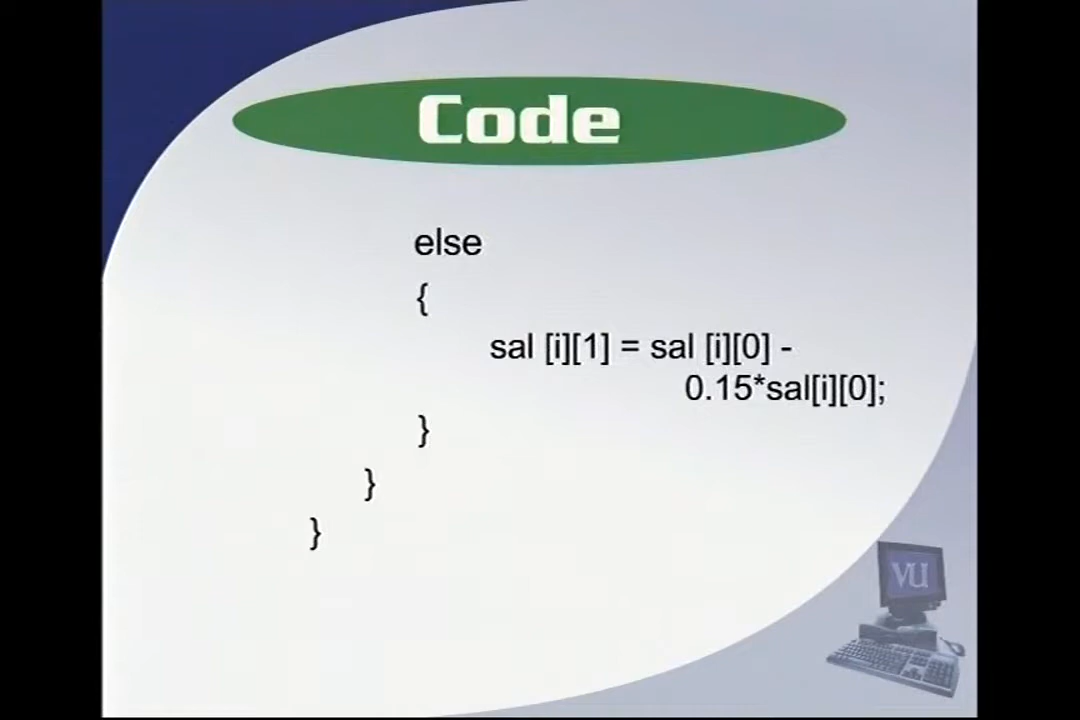 Code
else
{
sal [i][1] = sal [i][0] -
0.15*sal[i][0];
}
}
}
VU